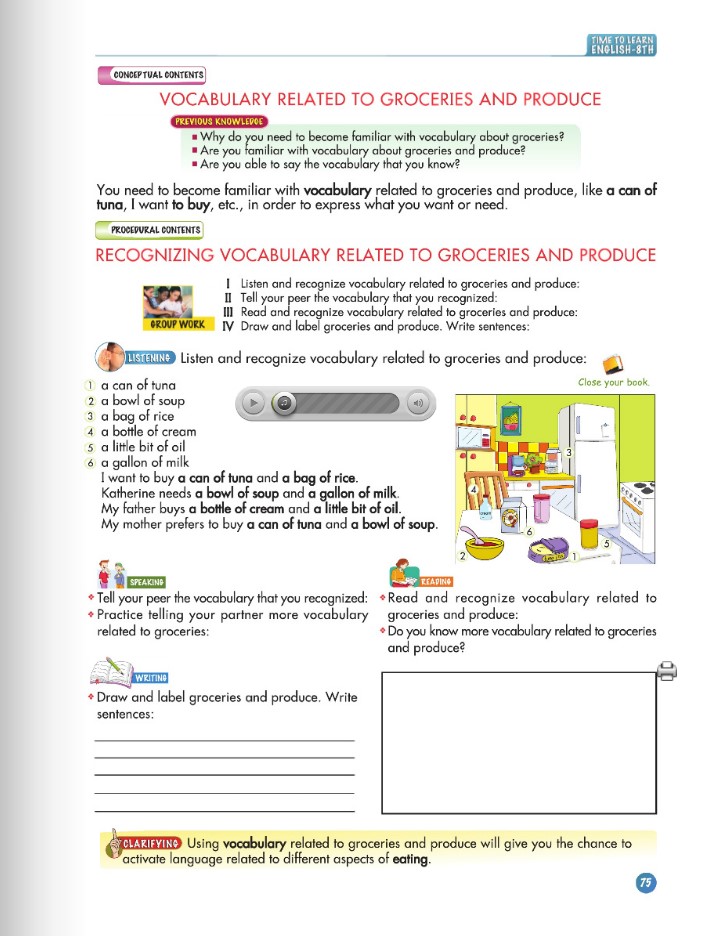 TIME TO LEARN
ENGLISH-8TH
CONCEPTUAL CONTENTS
VOCABULARY RELATED TO GROCERIES AND PRODUCE
PREVIOUS KNOWLEDGE
Why do you need to become familiar with vocabulary about groceries?
Are you familiar with vocabulary about groceries and produce?
Are you able to say the vocabulary that you know?
You need to become familiar with vocabulary related to groceries and produce, like a can of
tuna, I want to buy, etc., in order to express what you want or need.
PROCEDURAL CONTENTS
RECOGNIZING VOCABULARY RELATED TO GROCERIES AND PRODUCE
GROUP WORK
I Listen and recognize vocabulary related to groceries and produce:
II Tell your peer the vocabulary that you recognized:
III Read and recognize vocabulary related to groceries and produce:
IV Draw and label groceries and produce. Write sentences:
LISTENING Listen and recognize vocabulary related to groceries and produce:
Close your book.
1 a can of tuna
2 a bowl of soup
3 a bag of rice
4 a bottle of cream
5 a little bit of oil
6 a gallon of milk
I want to buy a can of tuna and a bag of rice.
Katherine needs a bowl of soup and a gallon of milk.
My father buys a bottle of cream and a little bit of oil.
My mother prefers to buy a can of tuna and a bowl of soup.
3
4
6
5
2
1
SPEAKING
Tell your peer the vocabulary that you recognized:
Practice telling your partner more vocabulary
related to groceries:
READING
Read and recognize vocabulary related to
groceries and produce:
Do you know more vocabulary related to groceries
and produce?
WRITING
Draw and label groceries and produce. Write
sentences:
CLARIFYING Using vocabulary related to groceries and produce will give you the chance to
activate language related to different aspects of eating.
75